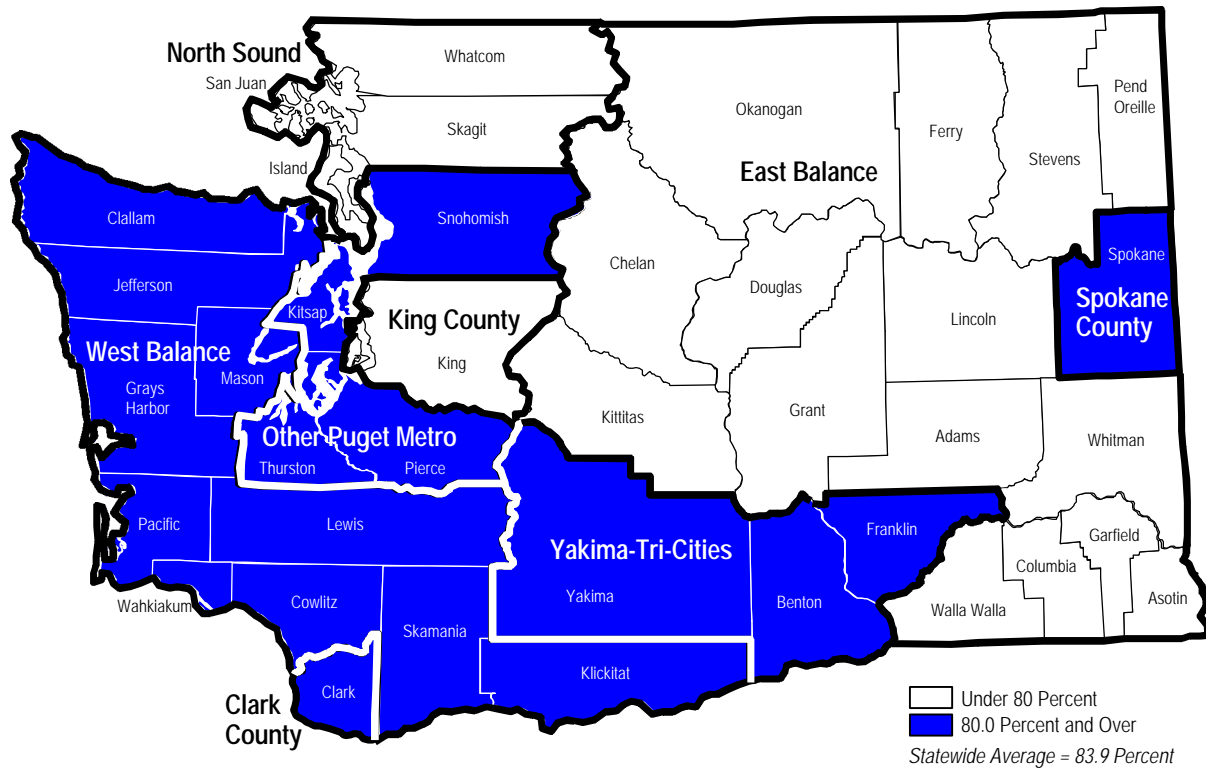 North Sound
San Juan
Whatcom
Skagit
Island
Okanogan
Ferry
Stevens
Pend
Oreille
East Balance
Clallam
Snohomish
Jefferson
Chelan
Douglas
Lincoln
Spokane
Spokane
County
Kitsap
King County
King
West Balance
Mason
Grays
Harbor
Kittitas
Grant
Adams
Whitman
Other Puget Metro
Thurston
Pierce
Pacific
Lewis
Yakima-Tri-Cities
Franklin
Garfield
Columbia
Wahkiakum
Cowlitz
Skamania
Yakima
Benton
Walla Walla
Asotin
Klickitat
Clark
Clark
County
Under 80 Percent
80.0 Percent and Over
Statewide Average = 83.9 Percent